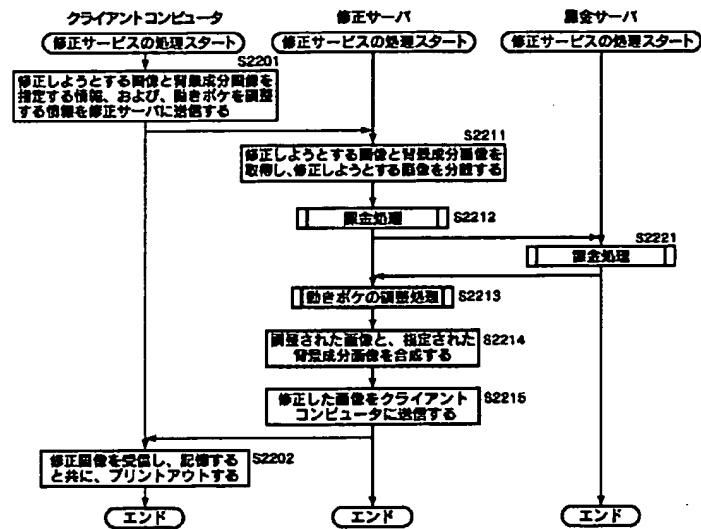 クライアントコンピュータ
修正サーバ
課金サーバ
修正サービスの処理スタート
修正サービスの処理スタート
修正サービスの処理スタート
S2201
修正しようとする画像と背景成分画像を
指定する情報、および、動きボケを調整
する情報を修正サーバに送信する
S2211
修正しようとする画像と背景成分画像を
取得し、修正しようとする画像を分離する
課金処理
S2212
S2221
課金処理
動きボケの調整処理
S2213
調整された画像と、指定された
背景成分画像を合成する
S2214
修正した画像をクライアント
コンピュータに送信する
S2215
修正画像を受信し、記憶する
と共に、プリントアウトする
S2202
エンド
エンド
エンド